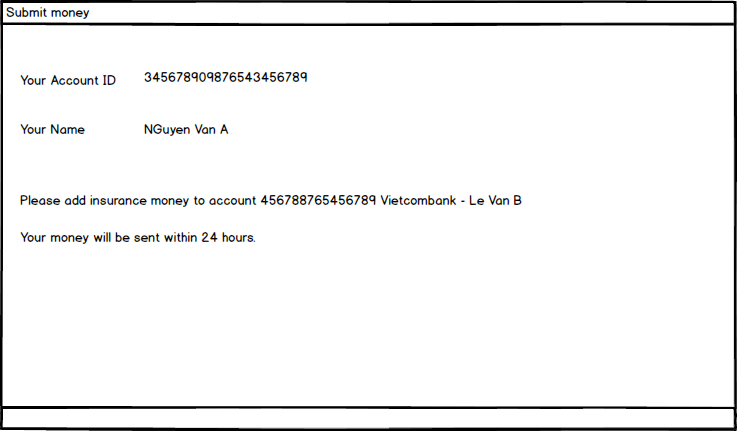 Submit money
Your Account ID 345678909876543456789
Your Name NGuyen Van A
Please add insurance money to account 456788765456789 Vietcombank - Le Van B
Your money will be sent within 24 hours.